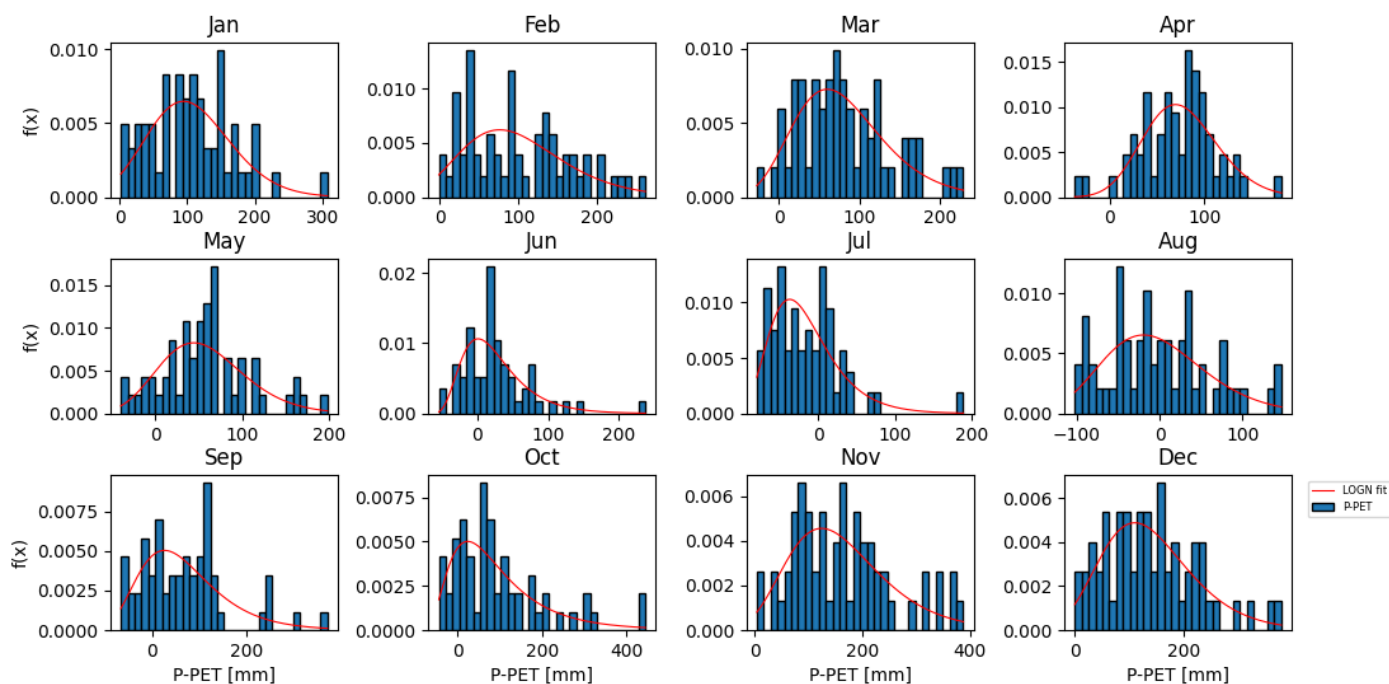 Jan Feb Mar Apr
f(x)
0.010
0.005
0.000
0 100 200 300
0.010
0.005
0.000
0 100 200
0.010
0.005
0.000
0 100 200
0.015
0.010
0.005
0.000
0 100
May Jun Jul Aug
f(x)
0.015
0.010
0.005
0.000
0 100 200
0.02
0.01
0.00
0 100 200
0.010
0.005
0.000
0 100 200
0.010
0.005
0.000
−100 0 100
Sep Oct Nov Dec
f(x)
0.0075
0.0050
0.0025
0.0000
0 200
P-PET [mm]
0.0075
0.0050
0.0025
0.0000
0 200 400
P-PET [mm]
0.006
0.004
0.002
0.000
0 200 400
P-PET [mm]
0.006
0.004
0.002
0.000
0 200
P-PET [mm]
LOGN fit
P-PET